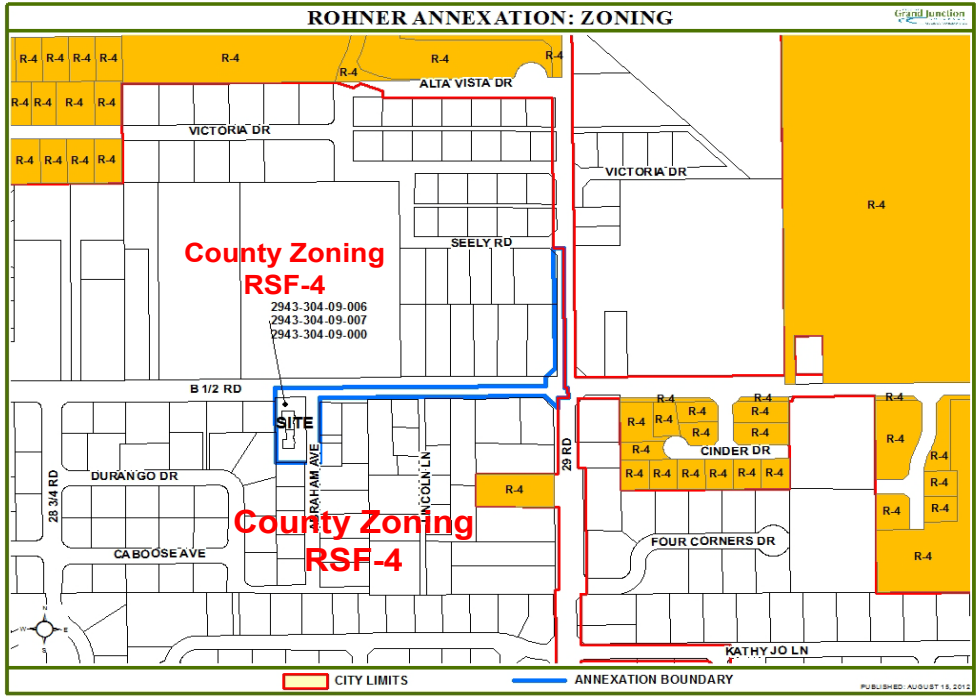 ROHNER ANNEXATION: ZONING
Grand Junction
R-4 R-4 R-4 R-4
R-4
R-4
R-4
R-4
ALTA VISTA DR
R-4 R-4 R-4 R-4
VICTORIA DR
R-4 R-4 R-4 R-4
VICTORIA DR
R-4
SEELY RD
County Zoning
RSF-4
2943-304-09-006
2943-304-09-007
2943-304-09-000
B 1/2 RD
SITE
R-4
R-4
R-4 R-4
R-4
R-4
R-4
R-4
R-4
R-4
R-4
CINDER DR
R-4
29 RD
R-4 R-4 R-4 R-4 R-4 R-4
R-4
R-4
R-4
R-4
R-4
28 3/4 RD
DURANGO DR
ABRAHAM AVE
LINCOLN LN
County Zoning
RSF-4
CABOOSE AVE
FOUR CORNERS DR
KATHY JO LN
N
W
E
S
CITY LIMITS
ANNEXATION BOUNDARY
PUBLISHED: AUGUST 15, 2012